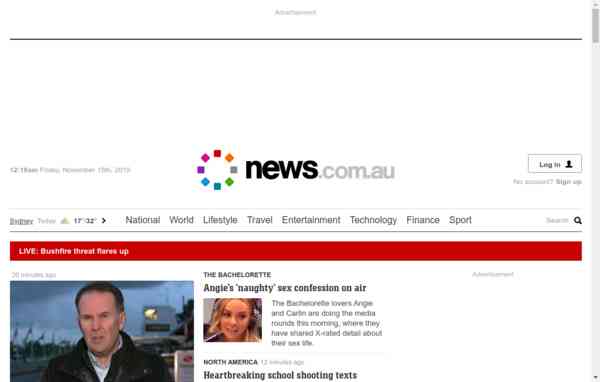 Advertisement
12:15am Friday, November 15th, 2019
news.com.au
Log in
No account? Sign up
Sydney Today 17°/32°
National World Lifestyle Travel Entertainment Technology Finance Sport
Search
LIVE: Bushfire threat flares up
26 minutes ago
THE BACHELORETTE
Advertisement
Angie's 'naughty' sex confession on air
The Bachelorette lovers Angie
and Carlin are doing the media
rounds this morning, where they
have shared X-rated detail about
their sex life.
NORTH AMERICA 12 minutes ago
Heartbreaking school shooting texts